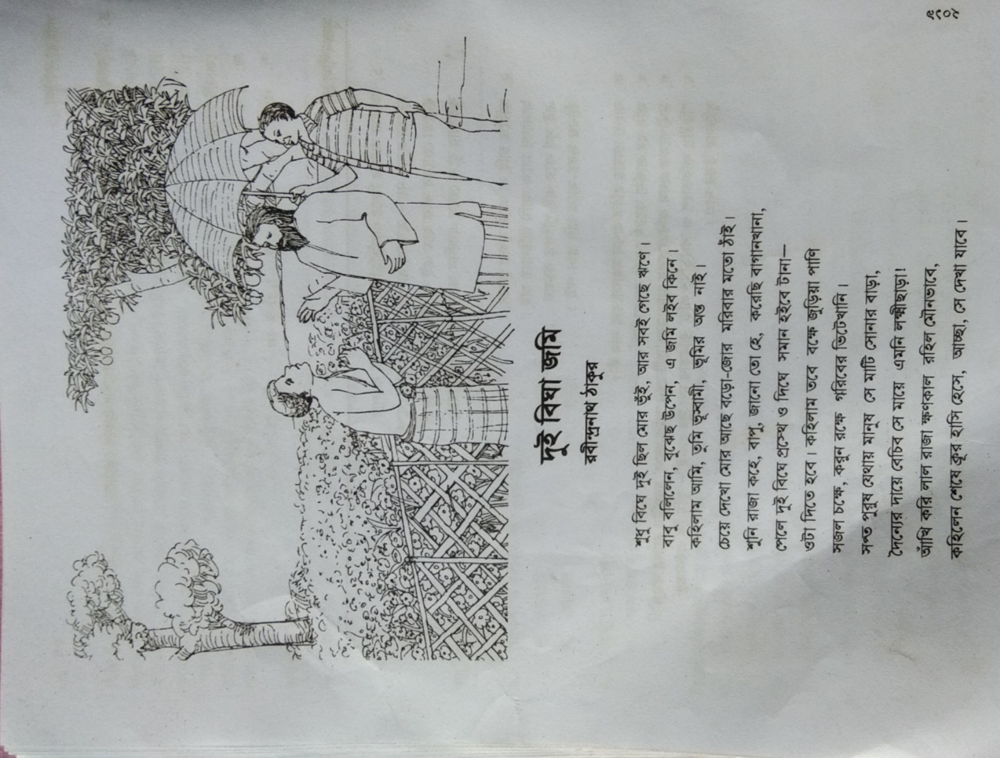 দুই বিঘা জমি
রবীন্দ্রনাথ ঠাকুর
শুধু বিঘে দুই ছিল মোর ভুঁই, আর সবই গেছে ঋণে।
বাবু বলিলেন, বুঝেছ উপেন, এ জমি লইব কিনে।
কহিলাম আমি, তুমি ভূস্বামী, ভূমির অন্ত নাই।
চেয়ে দেখো মোর আছে বড়ো-জোর মরিবার মতো ঠাঁই।
শুনি রাজা কহে, বাপু, জানো তো হে, করেছি বাগানখানা,
পেলে দুই বিঘে প্রস্থে ও দিঘে সমান হইবে টানা—
ওটা দিতে হবে। কহিলাম তবে বক্ষে জুড়িয়া পাণি
সজল চক্ষে, করুন রক্ষে গরিবের ভিটেখানি।
সপ্ত পুরুষ যেথায় মানুষ সে মাটি সোনার বাড়া,
দৈন্যের দায়ে বেচিব সে মায়ে এমনি লক্ষ্মীছাড়া!
আঁখি করি লাল রাজা ক্ষণকাল রহিল মৌনভাবে,
কহিলেন শেষে ক্রূর হাসি হেসে, আচ্ছা, সে দেখা যাবে।